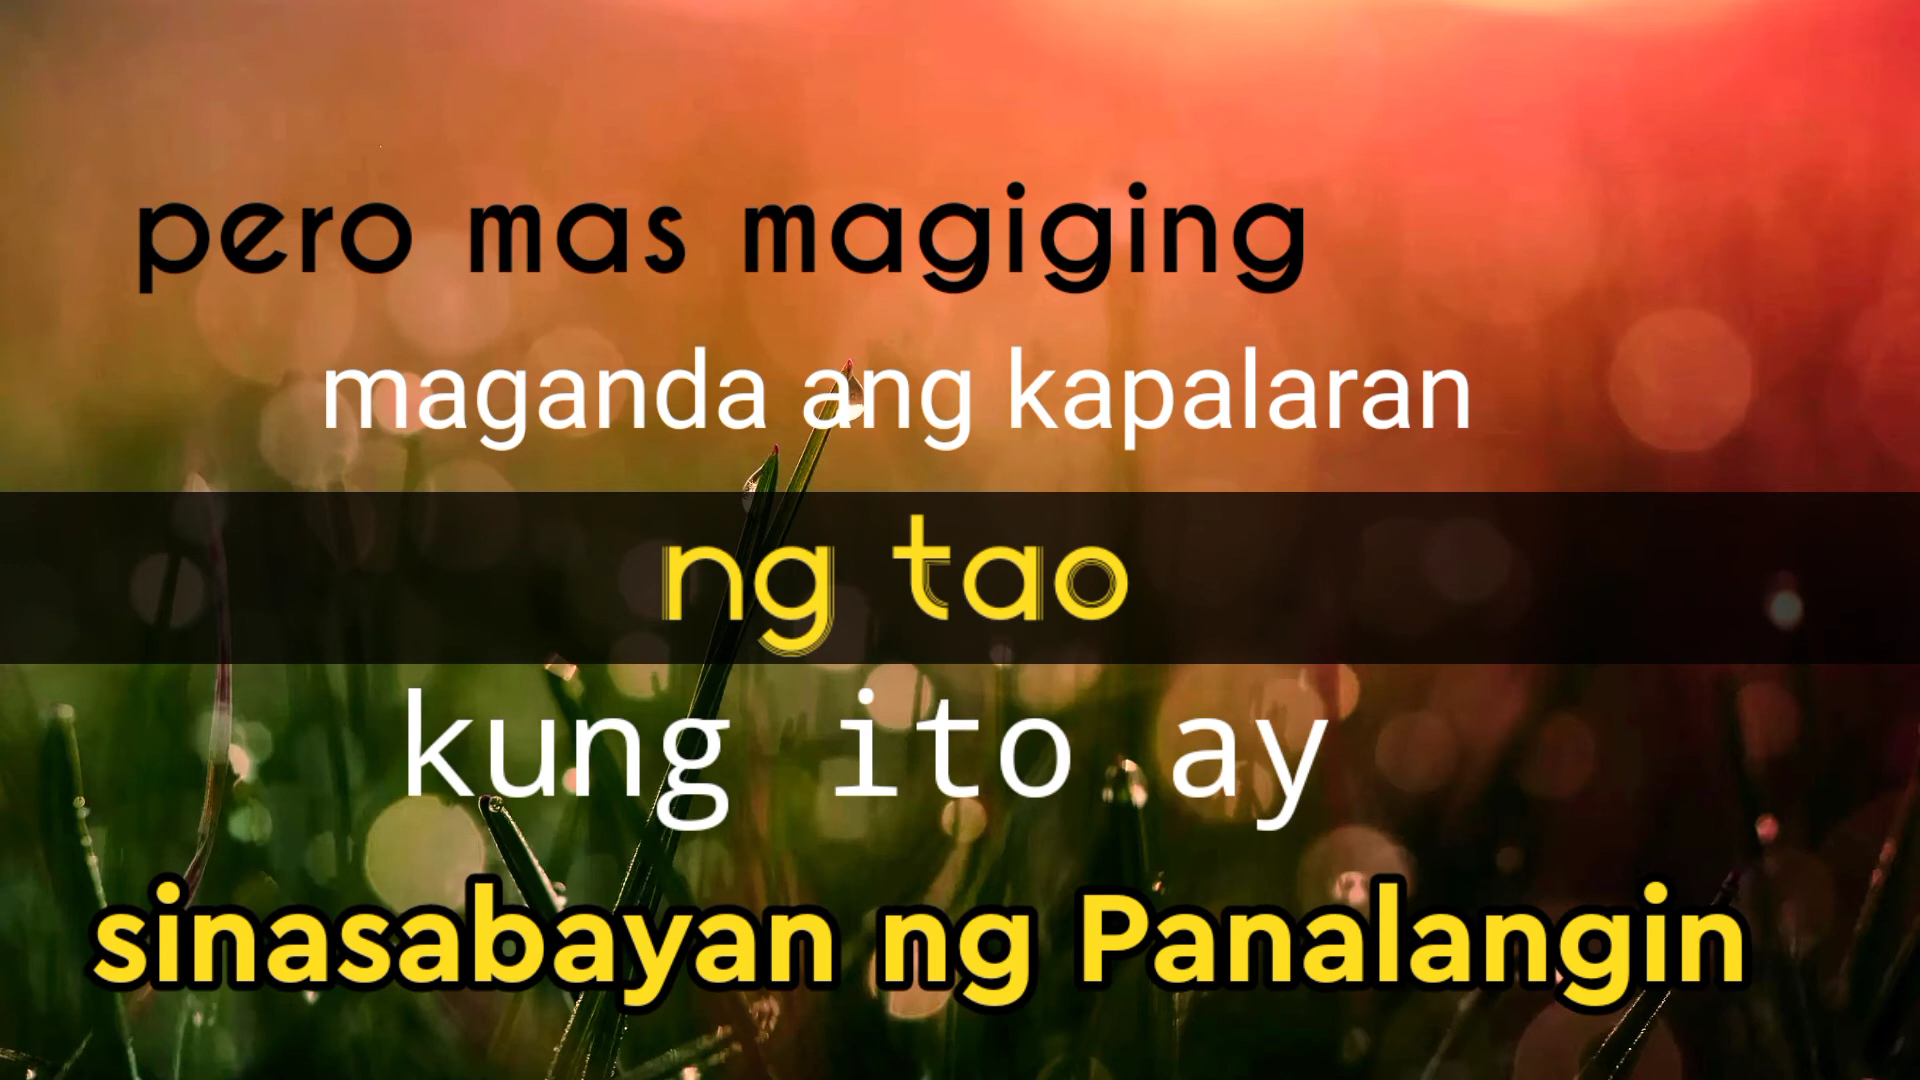 pero mas magiging
maganda ang kapalaran
ng tao
kung ito ay
sinasabayan ng Panalangin